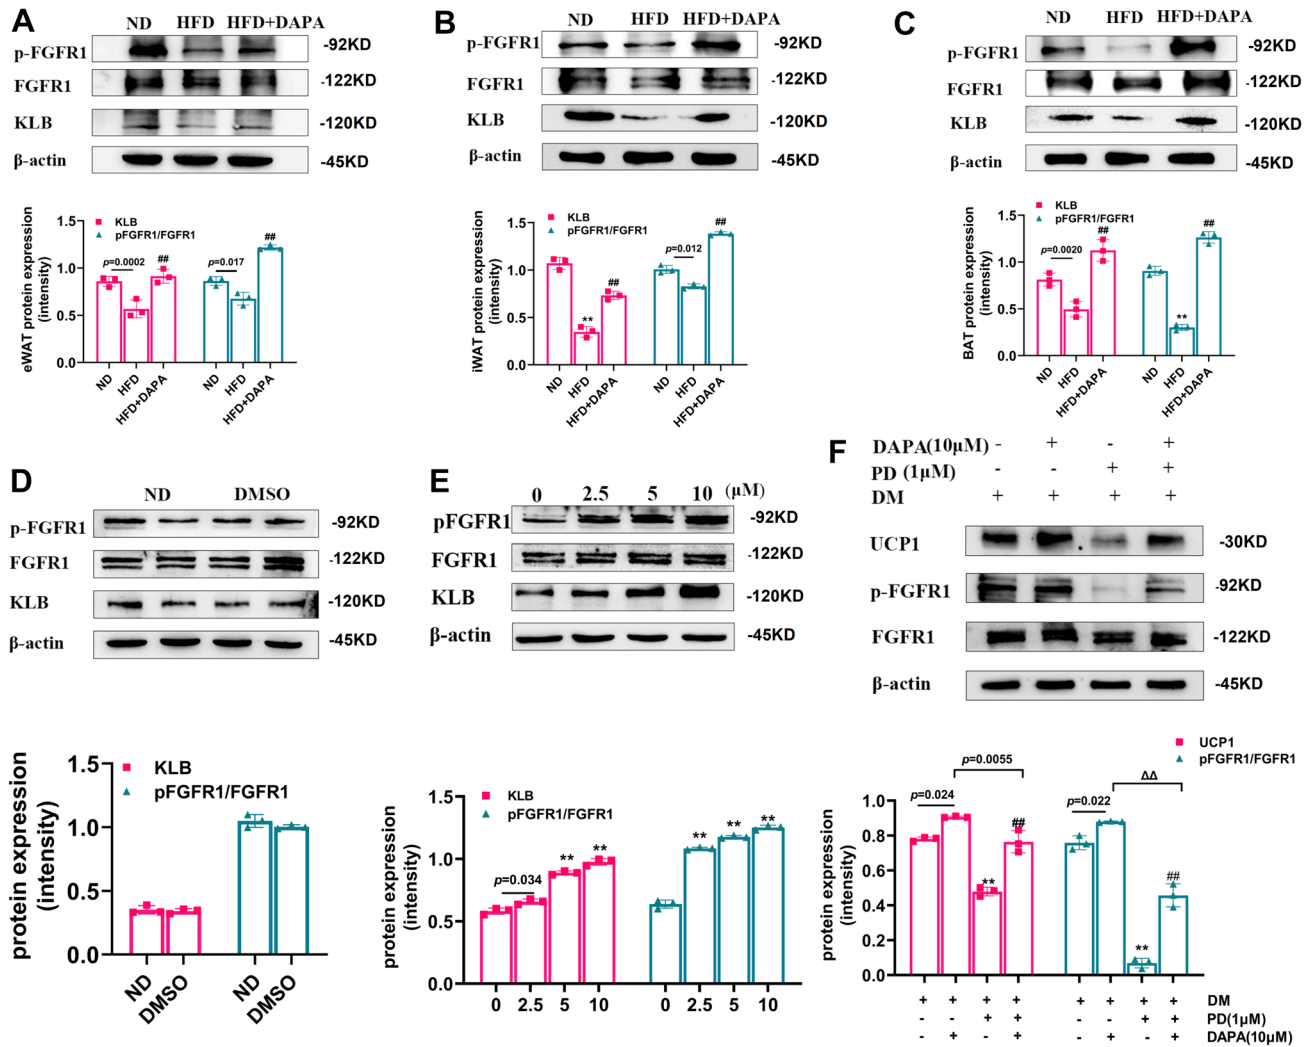 A
ND HFD HFD+DAPA
p-FGFR1 -92KD
FGFR1 -122KD
KLB -120KD
β-actin -45KD
eWAT protein expression
(intensity)
1.5
1.0
0.5
0.0
KLB
pFGFR1/FGFR1
p=0.0002 ## p=0.017 ##
ND HFD HFD+DAPA ND HFD HFD+DAPA
B
ND HFD HFD+DAPA
p-FGFR1 -92KD
FGFR1 -122KD
KLB -120KD
β-actin -45KD
iWAT protein expression
(intensity)
1.5
1.0
0.5
0.0
KLB
pFGFR1/FGFR1
** ## p=0.012 ##
ND HFD HFD+DAPA ND HFD HFD+DAPA
C
ND HFD HFD+DAPA
p-FGFR1 -92KD
FGFR1 -122KD
KLB -120KD
β-actin -45KD
BAT protein expression
(intensity)
1.5
1.0
0.5
0.0
KLB
pFGFR1/FGFR1
p=0.0020 ## ** ##
ND HFD HFD+DAPA ND HFD HFD+DAPA
D
ND DMSO
p-FGFR1 -92KD
FGFR1 -122KD
KLB -120KD
β-actin -45KD
protein expression
(intensity)
1.5
1.0
0.5
0.0
KLB
pFGFR1/FGFR1
ND DMSO ND DMSO
E
0 2.5 5 10 (μM)
pFGFR1 -92KD
FGFR1 -122KD
KLB -120KD
β-actin -45KD
protein expression
(intensity)
1.5
1.0
0.5
0.0
KLB
pFGFR1/FGFR1
p=0.034 ** ** ** ** **
0 2.5 5 10 0 2.5 5 10
F
DAPA(10μM) - + - +
PD (1μM) - - + +
DM + + + +
UCP1 -30KD
p-FGFR1 -92KD
FGFR1 -122KD
β-actin -45KD
UCP1
pFGFR1/FGFR1
protein expression
(intensity)
1.0
0.8
0.6
0.4
0.2
0.0
p=0.0055 ΔΔ
p=0.024 ** ## p=0.022 ** ##
+ + + + + + + + DM
- - + + - - + + PD(1μM)
- + - + - + - + DAPA(10μM)